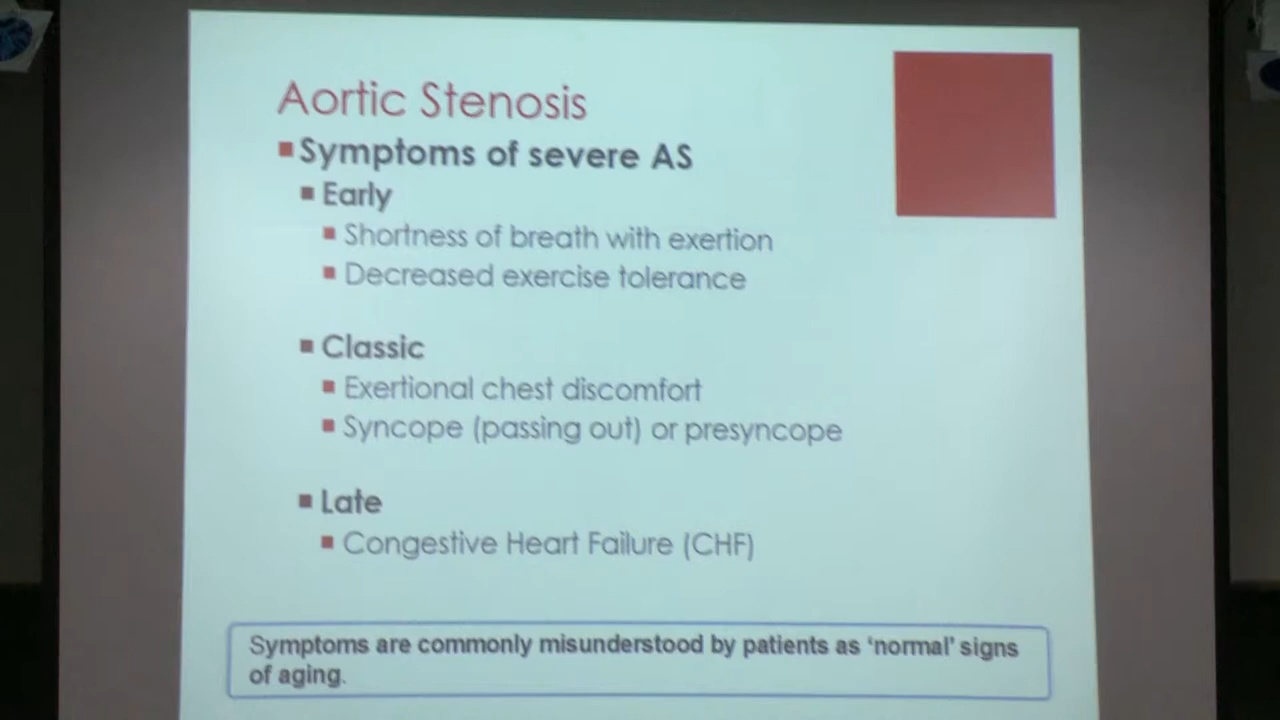 Aortic Stenosis
Symptoms of severe AS
Early
Shortness of breath with exertion
Decreased exercise tolerance
Classic
Exertional chest discomfort
Syncope (passing out) or presyncope
Late
Congestive Heart Failure (CHF)
Symptoms are commonly misunderstood by patients as ‘normal’ signs
of aging.